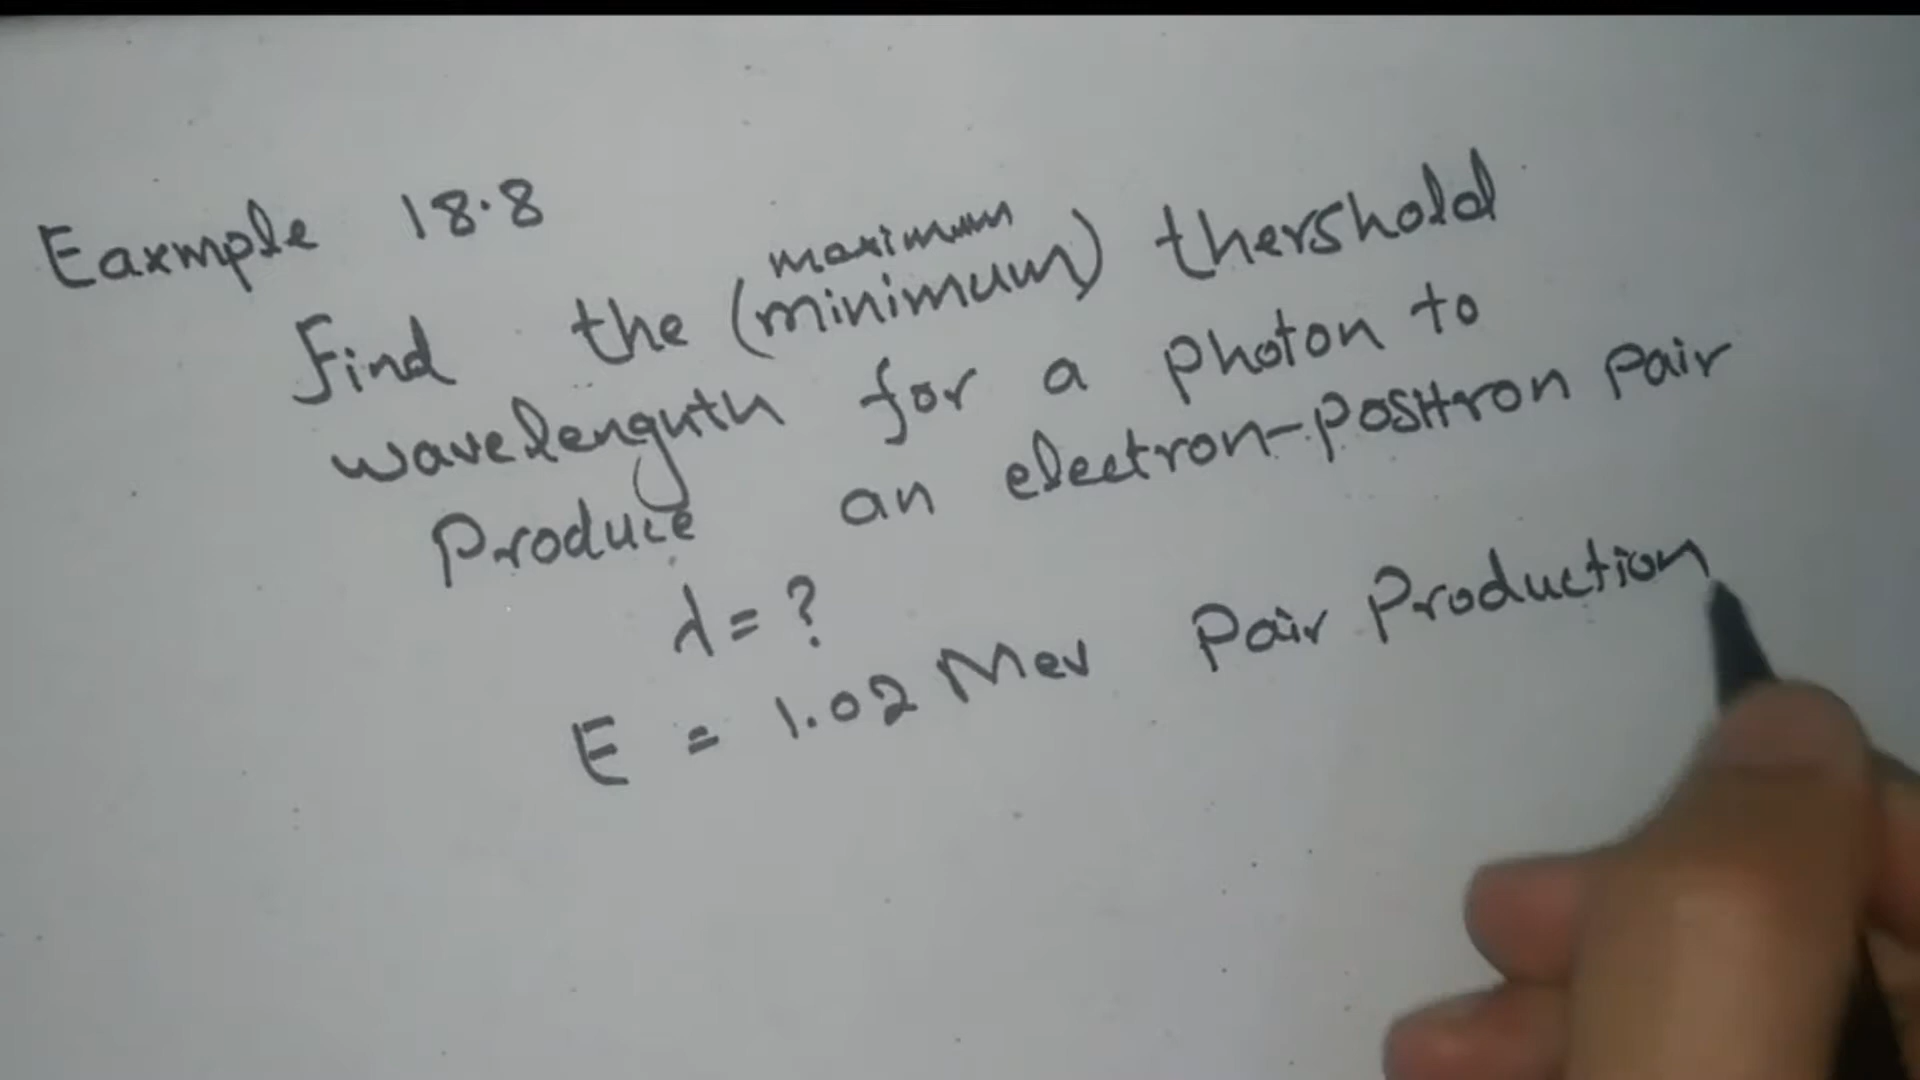 Eaxmple 18.8
maximum
Find the (minimum) thershold
wavelenguth for a photon to
Produce an electron-positron pair
λ = ?
E = 1.02 Mev Pair Production